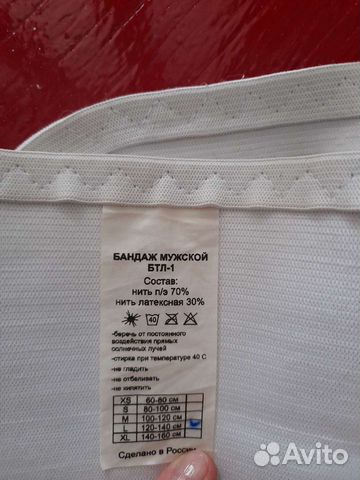 БАНДАЖ МУЖСКОЙ
БТЛ-1
Состав:
нить п/э 70%
нить латексная 30%
40
-беречь от постоянного
воздействия прямых
солнечных лучей
-стирка при температуре 40 С
-не гладить
-не отбеливать
-не кипятить
XS 60-80 см
S 80-100 см
M 100-120 см
L 120-140 см
XL 140-160 см
Сделано в России
Avito